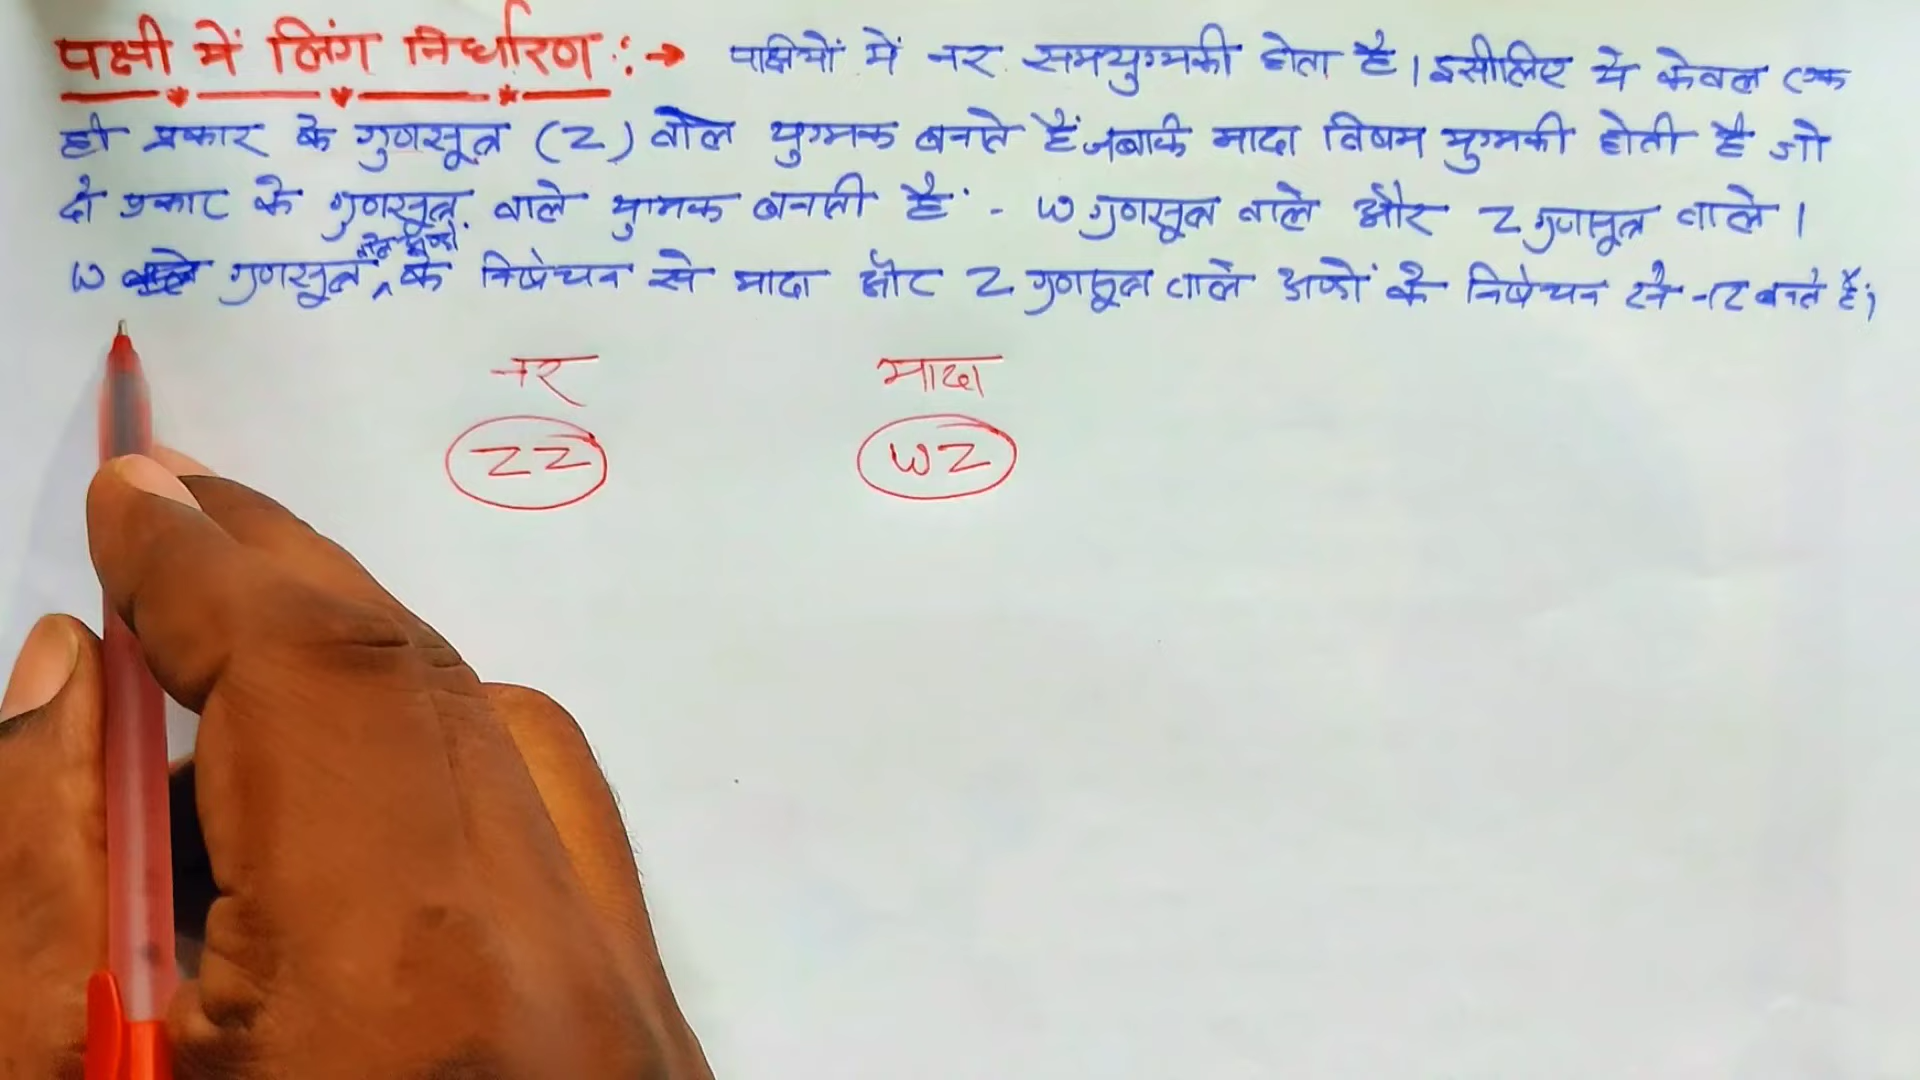 पक्षी में लिंग निर्धारण :→ पक्षियों में नर समयुग्मकी होता है। इसीलिए ये केवल एक
ही प्रकार के गुणसूत्र (Z) वाले युग्मक बनाते हैं जबकि मादा विषम युग्मकी होती है जो
दो प्रकार के गुणसूत्र वाले युग्मक बनाती है - W गुणसूत्र वाले और Z गुणसूत्र वाले।
W गुणसूत्र के निषेचन से मादा और Z गुणसूत्र वाले अण्डों के निषेचन से नर बनते हैं।
नर मादा
ZZ WZ